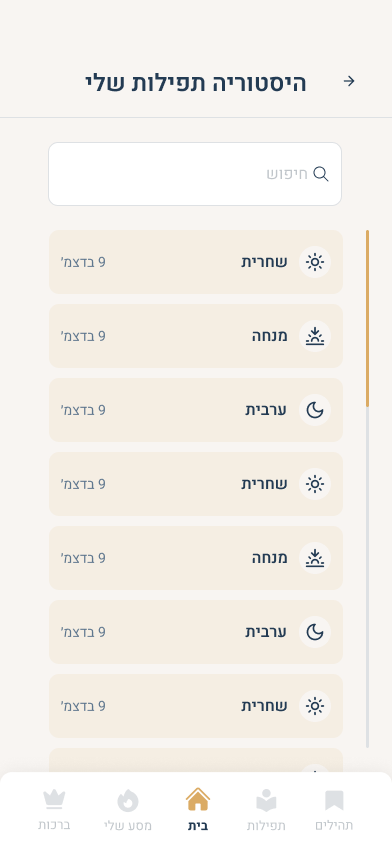 היסטוריה תפילות שלי
חיפוש
שחרית 9 בדצמ׳
מנחה 9 בדצמ׳
ערבית 9 בדצמ׳
שחרית 9 בדצמ׳
מנחה 9 בדצמ׳
ערבית 9 בדצמ׳
שחרית 9 בדצמ׳
תהילים תפילות בית מסע שלי ברכות